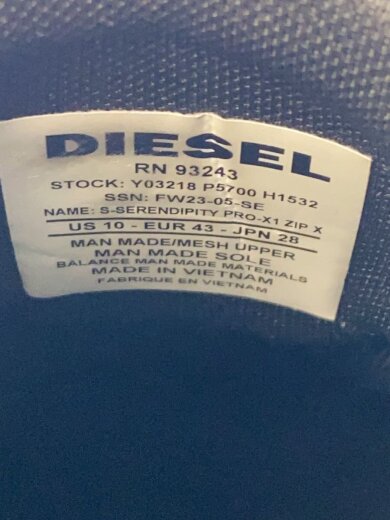 DIESEL
RN 93243
STOCK: Y03218 P5700 H1532
SSN: FW23-05-SE
NAME: S-SERENDIPITY PRO-X1 ZIP X
US 10 - EUR 43 - JPN 28
MAN MADE/MESH UPPER
MAN MADE SOLE
BALANCE MAN MADE MATERIALS
MADE IN VIETNAM
FABRIQUE EN VIETNAM